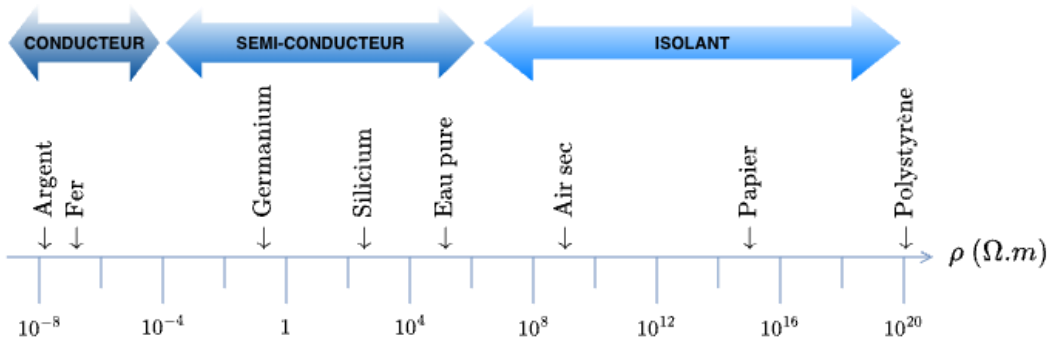 CONDUCTEUR SEMI-CONDUCTEUR ISOLANT
Argent
Fer
Germanium
Silicium
Eau pure
Air sec
Papier
Polystyrène
ρ (Ω.m)
10⁻⁸ 10⁻⁴ 1 10⁴ 10⁸ 10¹² 10¹⁶ 10²⁰